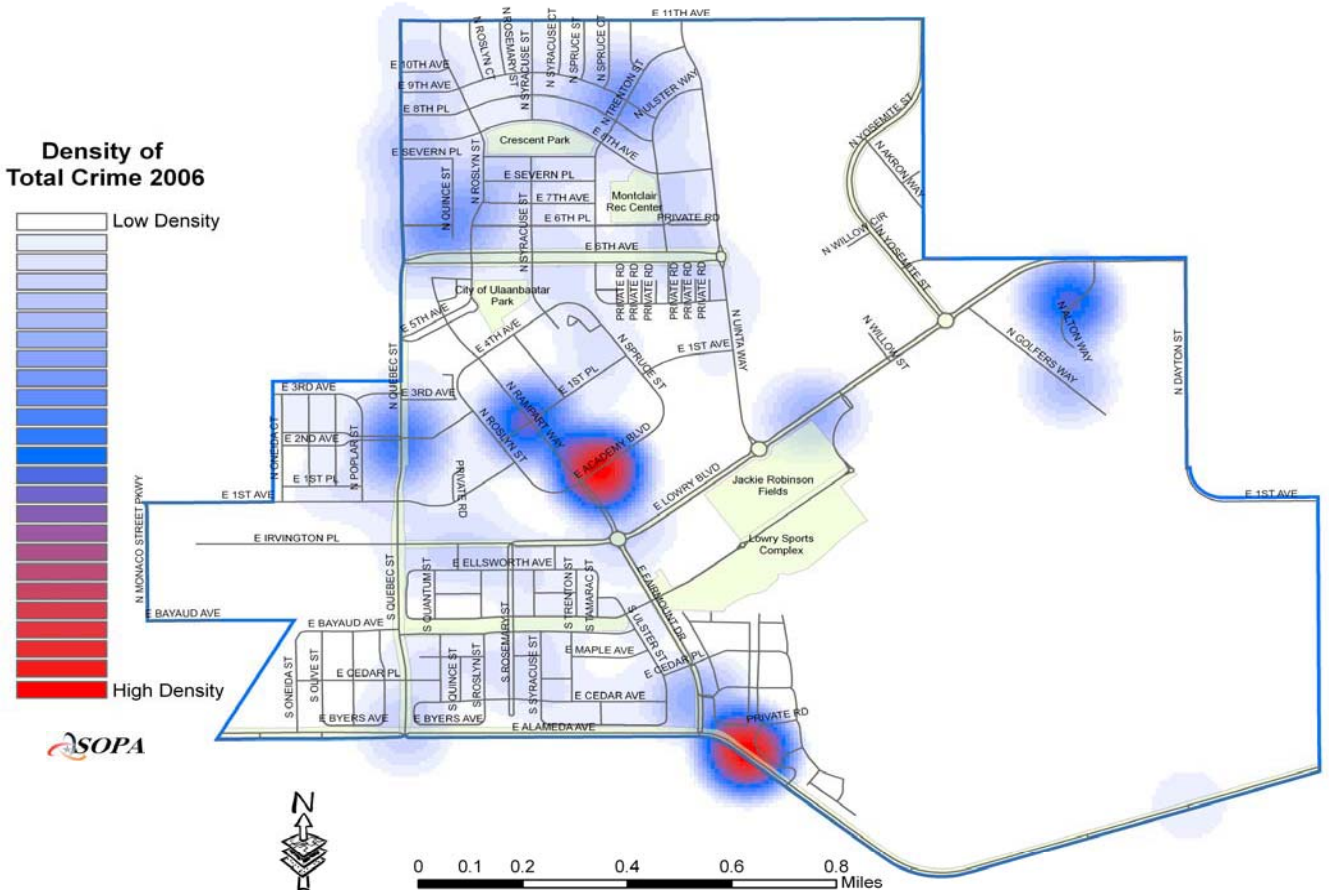 Density of
Total Crime 2006
Low Density
High Density
SOPA
N
0 0.1 0.2 0.4 0.6 0.8
Miles
E 11TH AVE
N ROSLYN CT
N ROSEMARY ST
N SYRACUSE ST
N SYRACUSE CT
N SPRUCE ST
N SPRUCE CT
E 10TH AVE
E 9TH AVE
E 8TH PL
N TRENTON ST
N ULSTER WAY
E 8TH AVE
Crescent Park
E SEVERN PL
N ROSLYN ST
E SEVERN PL
N QUINCE ST
E 7TH AVE
Montclair
Rec Center
E 6TH PL
PRIVATE RD
N SYRACUSE ST
E 6TH AVE
N YOSEMITE ST
N AKRON WAY
N WILLOW CIR
N YOSEMITE ST
PRIVATE RD
PRIVATE RD
PRIVATE RD
PRIVATE RD
PRIVATE RD
PRIVATE RD
City of Ulaanbaatar
Park
E 5TH AVE
E 4TH AVE
N SPRUCE ST
N UINTA WAY
E 1ST AVE
N WILLOW ST
N ALTON WAY
N GOLFERS WAY
N DAYTON ST
N QUEBEC ST
E 3RD AVE
E 3RD AVE
E 1ST PL
N RAMPART WAY
N ROSLYN ST
E ACADEMY BLVD
N ONEIDA CT
E 2ND AVE
N POPLAR ST
E 1ST PL
PRIVATE RD
E LOWRY BLVD
Jackie Robinson
Fields
E 1ST AVE
E 1ST AVE
N MONACO STREET PKWY
E IRVINGTON PL
Lowry Sports
Complex
E ELLSWORTH AVE
S QUEBEC ST
S QUANTUM ST
S TRENTON ST
S TAMARAC ST
E FAIRMOUNT DR
S ULSTER ST
E BAYAUD AVE
E BAYAUD AVE
S ROSEMARY ST
E MAPLE AVE
S ONEIDA ST
S OLIVE ST
E CEDAR PL
S QUINCE ST
S ROSLYN ST
S SYRACUSE ST
E CEDAR PL
E CEDAR AVE
E BYERS AVE
E BYERS AVE
E ALAMEDA AVE
PRIVATE RD